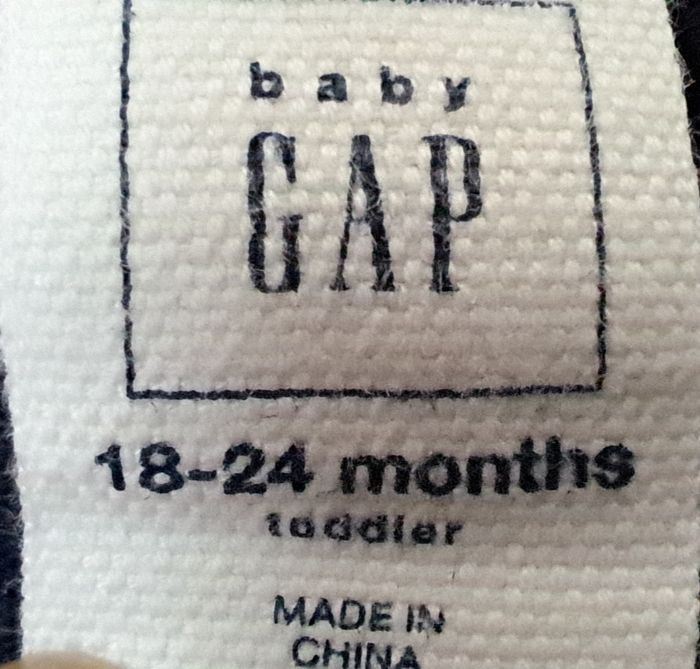 baby
GAP
18-24 months
toddler
MADE IN
CHINA